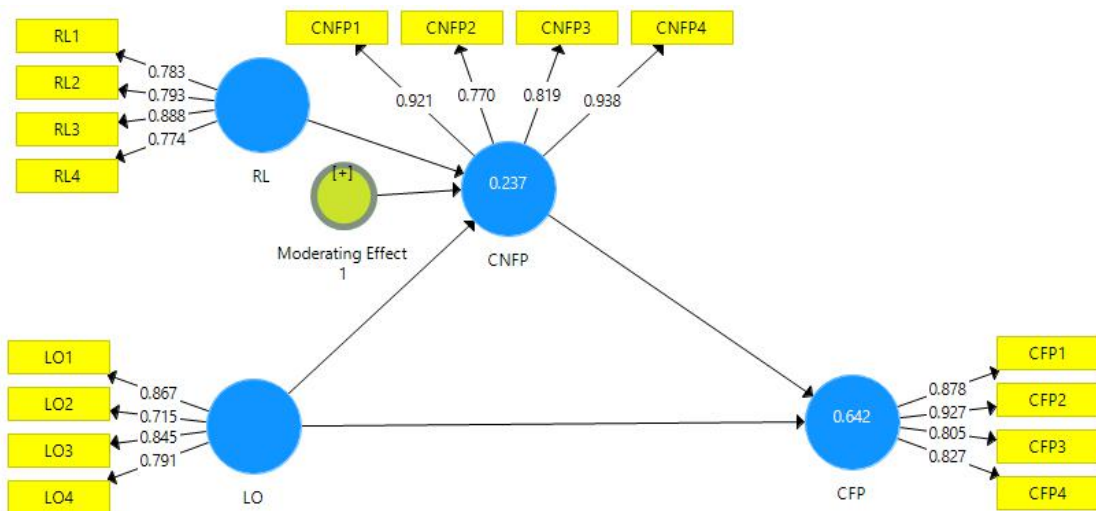 RL1
RL2
RL3
RL4
0.783
0.793
0.888
0.774
RL
CNFP1
CNFP2
CNFP3
CNFP4
0.921
0.770
0.819
0.938
[+]
Moderating Effect
1
0.237
CNFP
LO1
LO2
LO3
LO4
0.867
0.715
0.845
0.791
LO
0.642
CFP
0.878
0.927
0.805
0.827
CFP1
CFP2
CFP3
CFP4